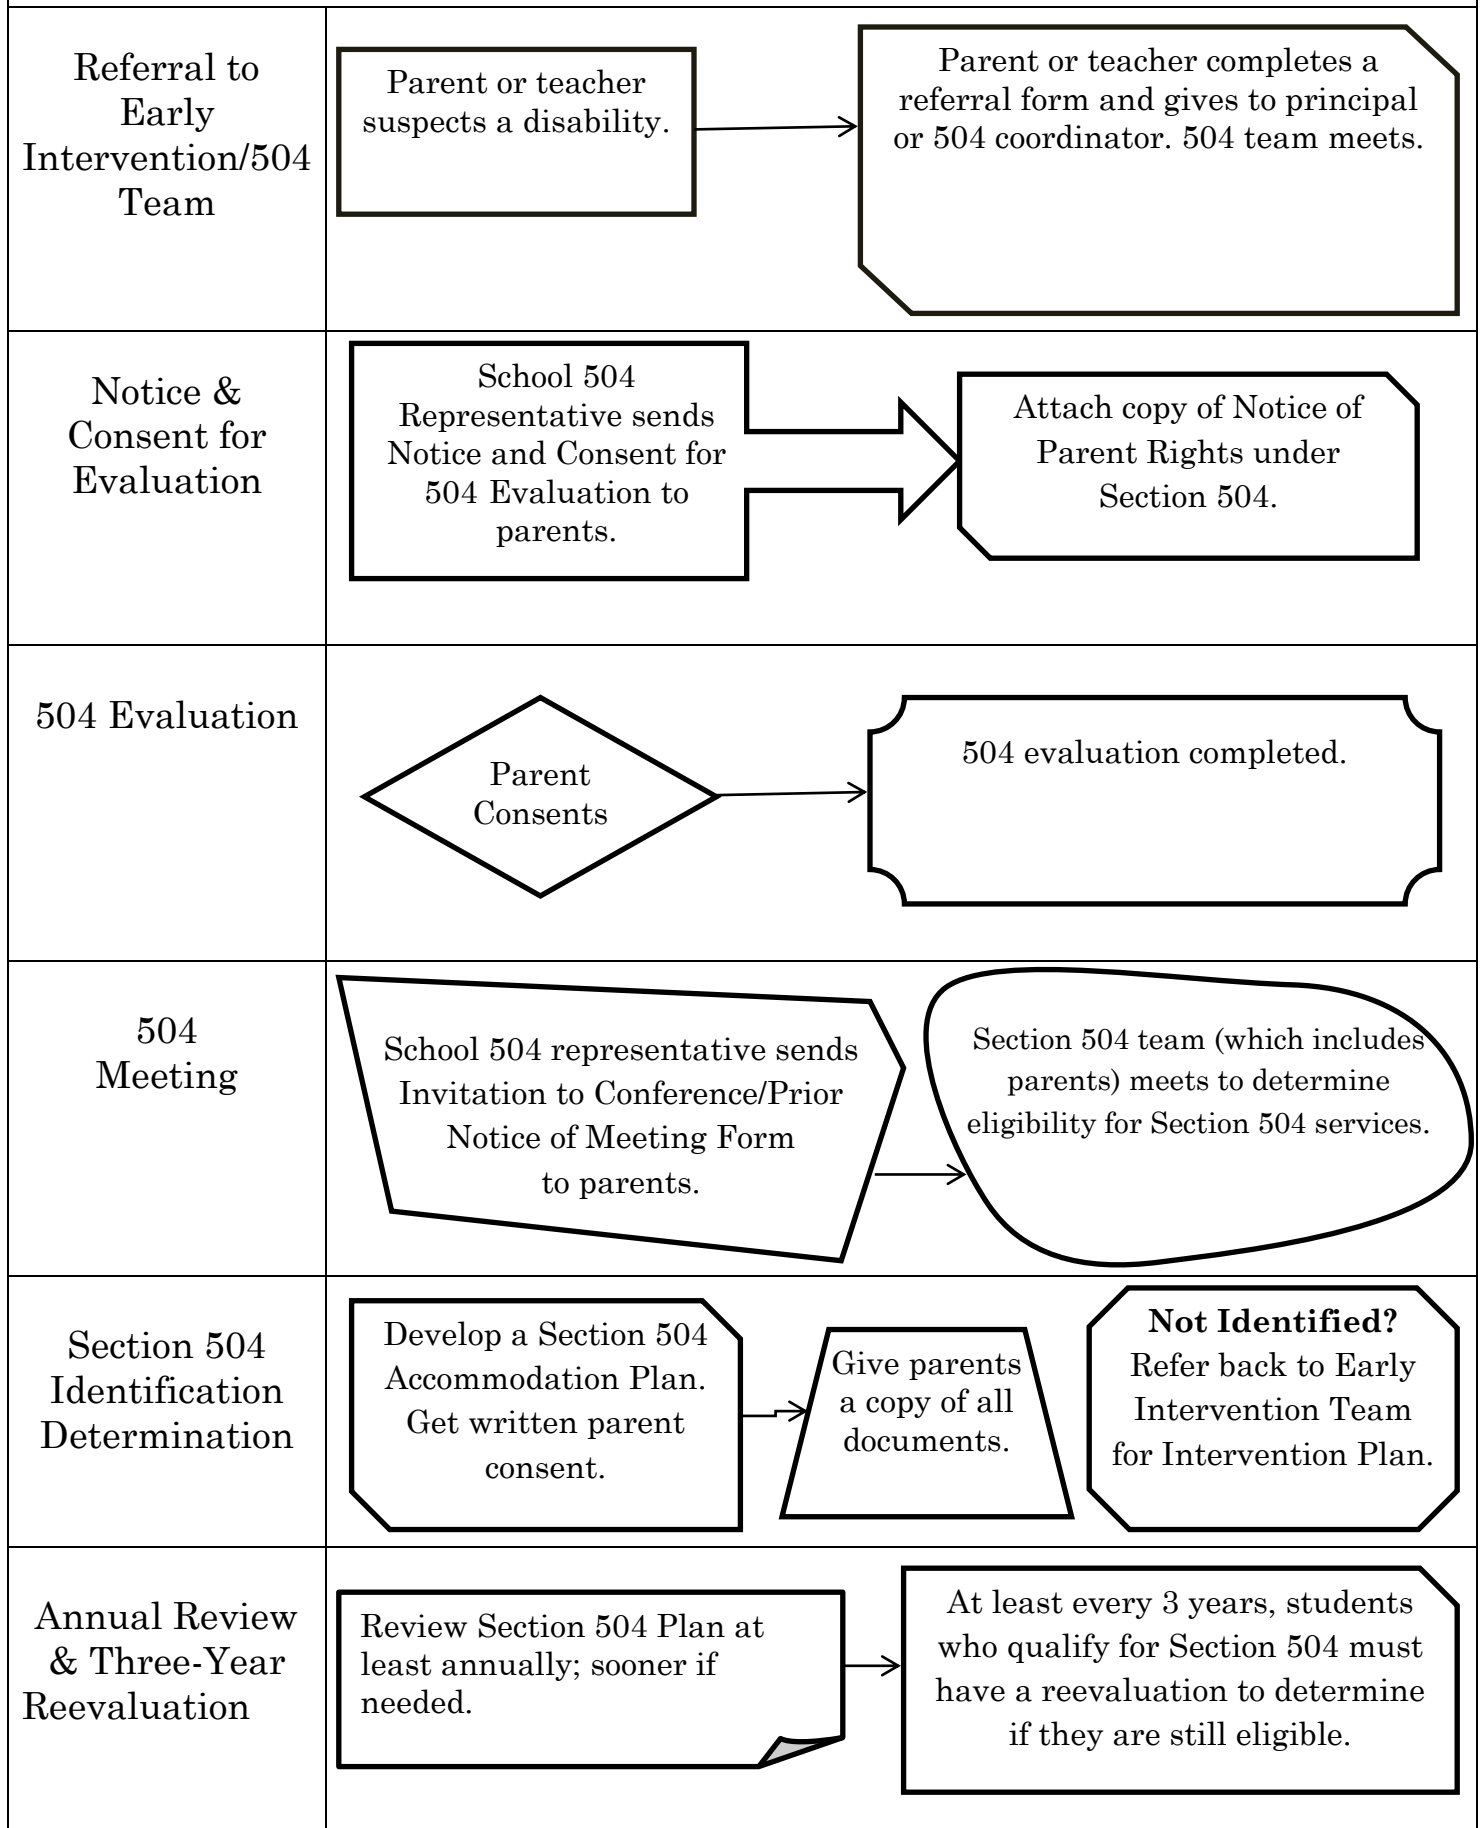 Referral to
Early
Intervention/504
Team
Parent or teacher
suspects a disability.
Parent or teacher completes a
referral form and gives to principal
or 504 coordinator. 504 team meets.
Notice &
Consent for
Evaluation
School 504
Representative sends
Notice and Consent for
504 Evaluation to
parents.
Attach copy of Notice of
Parent Rights under
Section 504.
504 Evaluation
Parent
Consents
504 evaluation completed.
504
Meeting
School 504 representative sends
Invitation to Conference/Prior
Notice of Meeting Form
to parents.
Section 504 team (which includes
parents) meets to determine
eligibility for Section 504 services.
Section 504
Identification
Determination
Develop a Section 504
Accommodation Plan.
Get written parent
consent.
Give parents
a copy of all
documents.
Not Identified?
Refer back to Early
Intervention Team
for Intervention Plan.
Annual Review
& Three-Year
Reevaluation
Review Section 504 Plan at
least annually; sooner if
needed.
At least every 3 years, students
who qualify for Section 504 must
have a reevaluation to determine
if they are still eligible.